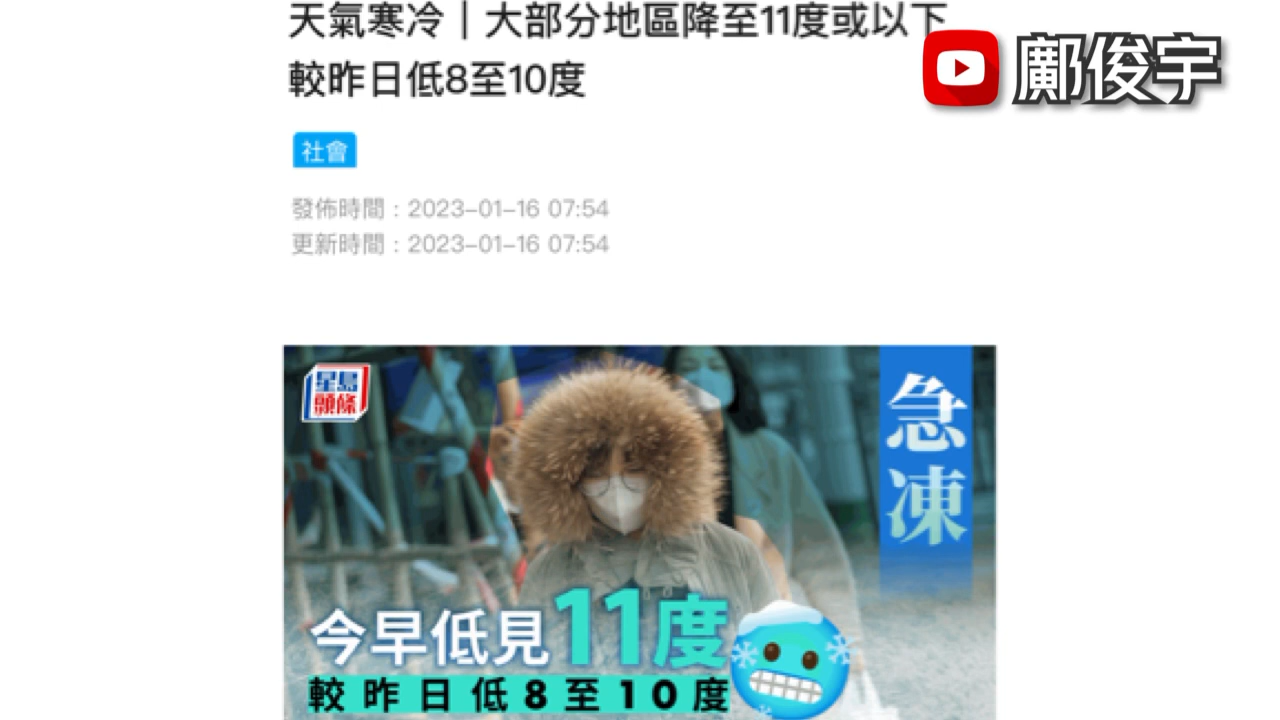 天氣寒冷｜大部分地區降至11度或以下
較昨日低8至10度
鄺俊宇
社會
發佈時間：2023-01-16 07:54
更新時間：2023-01-16 07:54
星島
頭條
急凍
今早低見11度
較昨日低8至10度